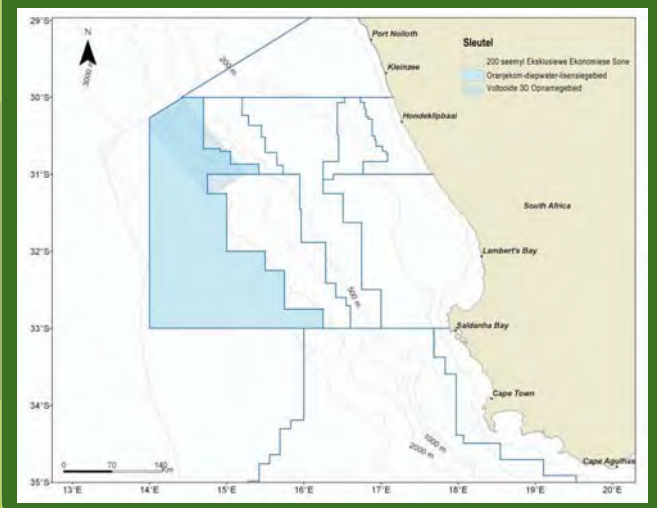 29°S
30°S
31°S
32°S
33°S
34°S
35°S
N
3000 m
200 m
Port Nolloth
Kleinzee
Hondeklipbaai
Sleutel
200 seemyl Eksklusiewe Ekonomiese Sone
Oranjekom-diepwater-lisensiegebied
Voltooide 3D Opnamegebied
South Africa
Lambert's Bay
500 m
Saldanha Bay
Cape Town
1000 m
2000 m
Cape Agulhas
0 70 140
Km
13°E 14°E 15°E 16°E 17°E 18°E 19°E 20°E